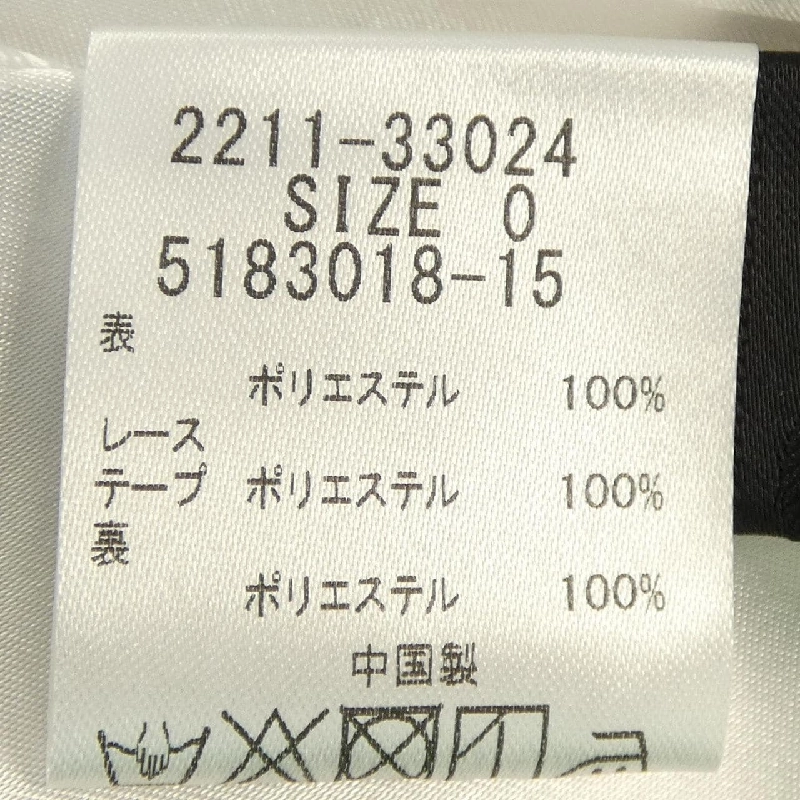 2211-33024
SIZE 0
5183018-15
表
ポリエステル 100%
レース
テープ ポリエステル 100%
裏
ポリエステル 100%
中国製